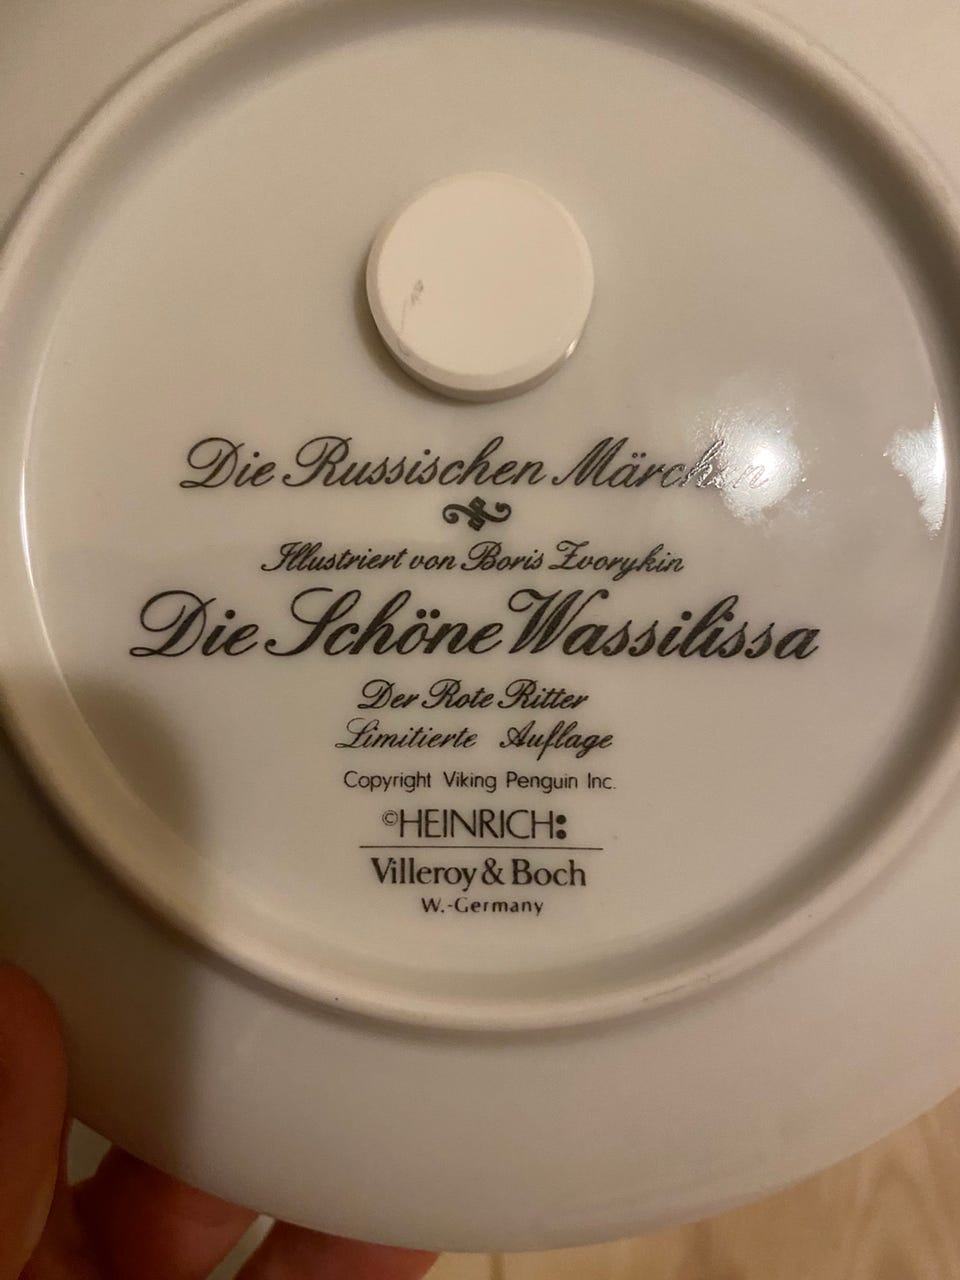 Die Russischen Märchen
Illustriert von Boris Zvorykin
Die Schöne Wassilissa
Der Rote Ritter
Limitierte Auflage
Copyright Viking Penguin Inc.
©HEINRICH:
Villeroy & Boch
W.-Germany